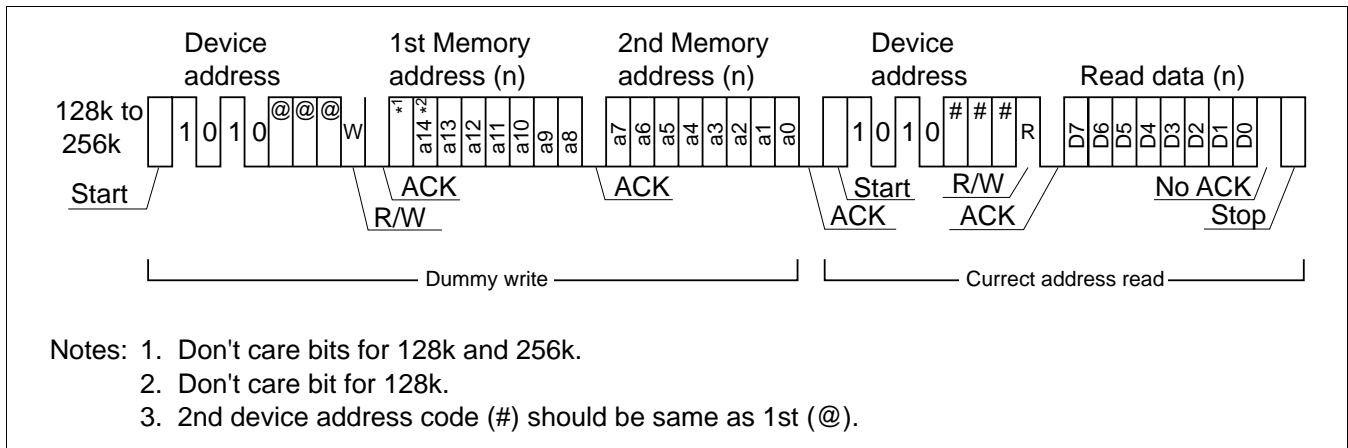 Device address
1st Memory address (n)
2nd Memory address (n)
Device address
Read data (n)
128k to 256k
1 0 1 0 @ @ @ W
*1 a14 *2 a13 a12 a11 a10 a9 a8
a7 a6 a5 a4 a3 a2 a1 a0
1 0 1 0 # # # R
D7 D6 D5 D4 D3 D2 D1 D0
Start
R/W
ACK
ACK
ACK
Start
R/W
ACK
No ACK
Stop
Dummy write
Currect address read
Notes: 1. Don't care bits for 128k and 256k.
2. Don't care bit for 128k.
3. 2nd device address code (#) should be same as 1st (@).